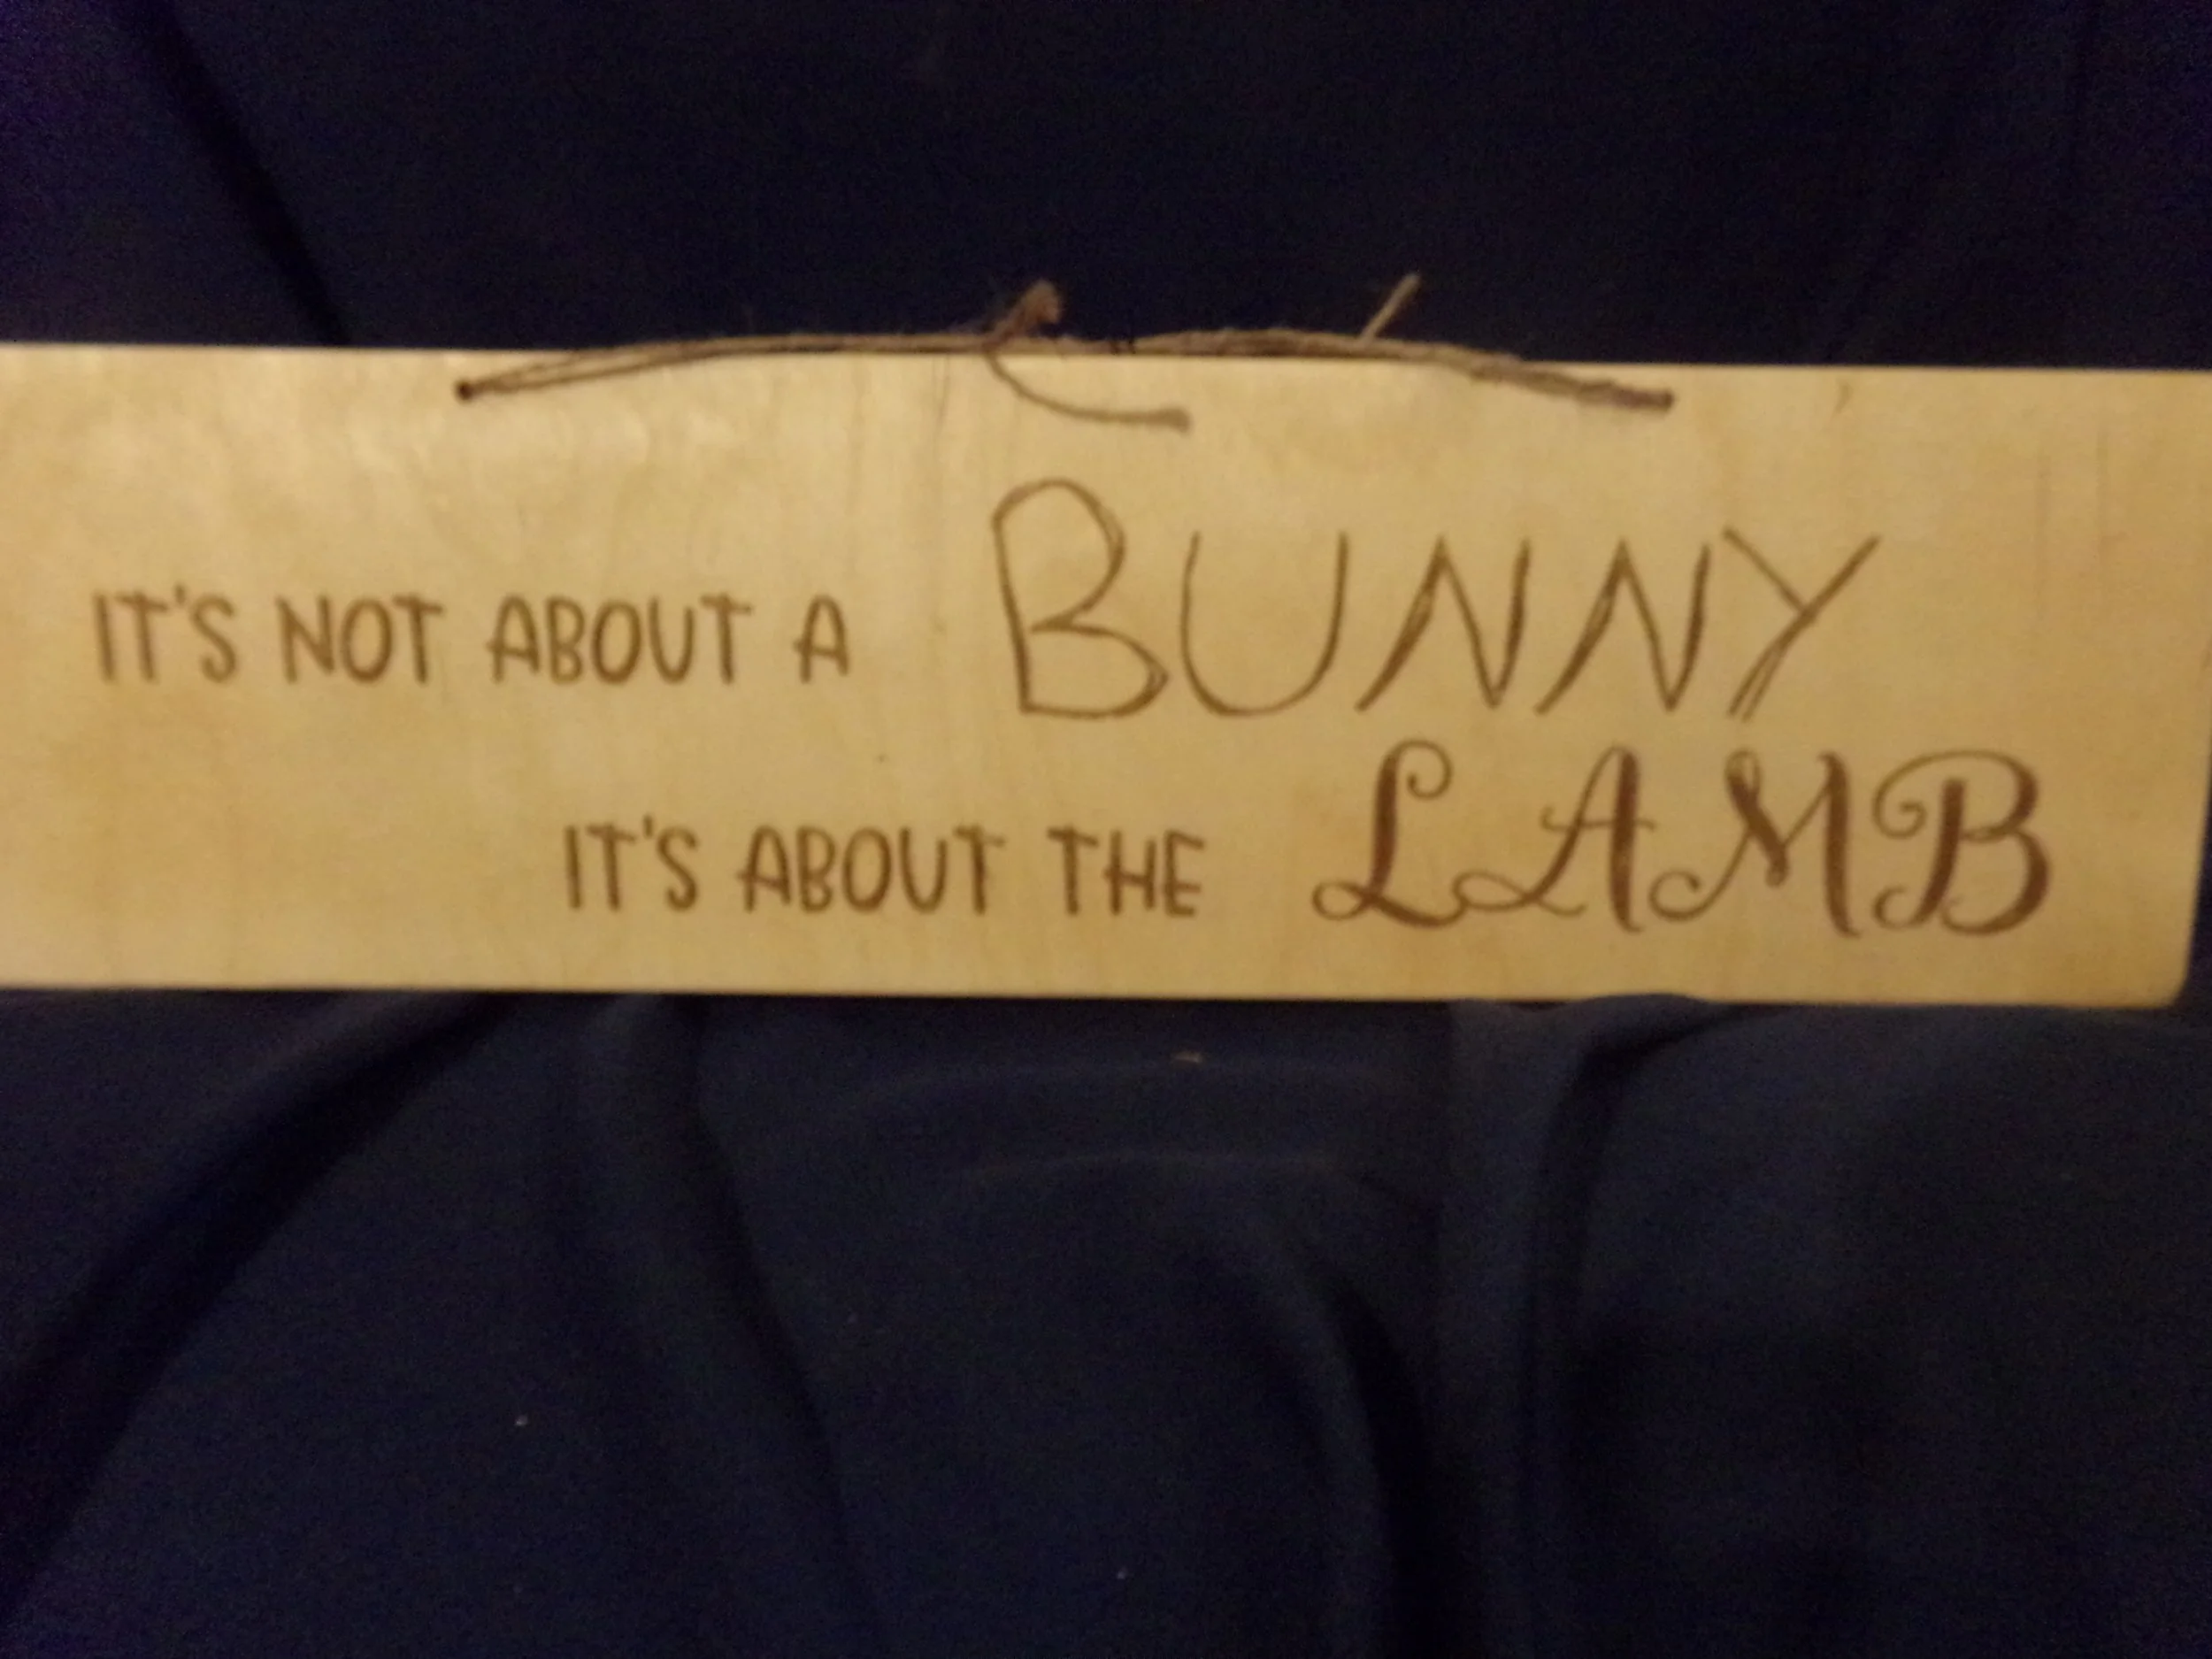 IT'S NOT ABOUT A BUNNY
IT'S ABOUT THE LAMB